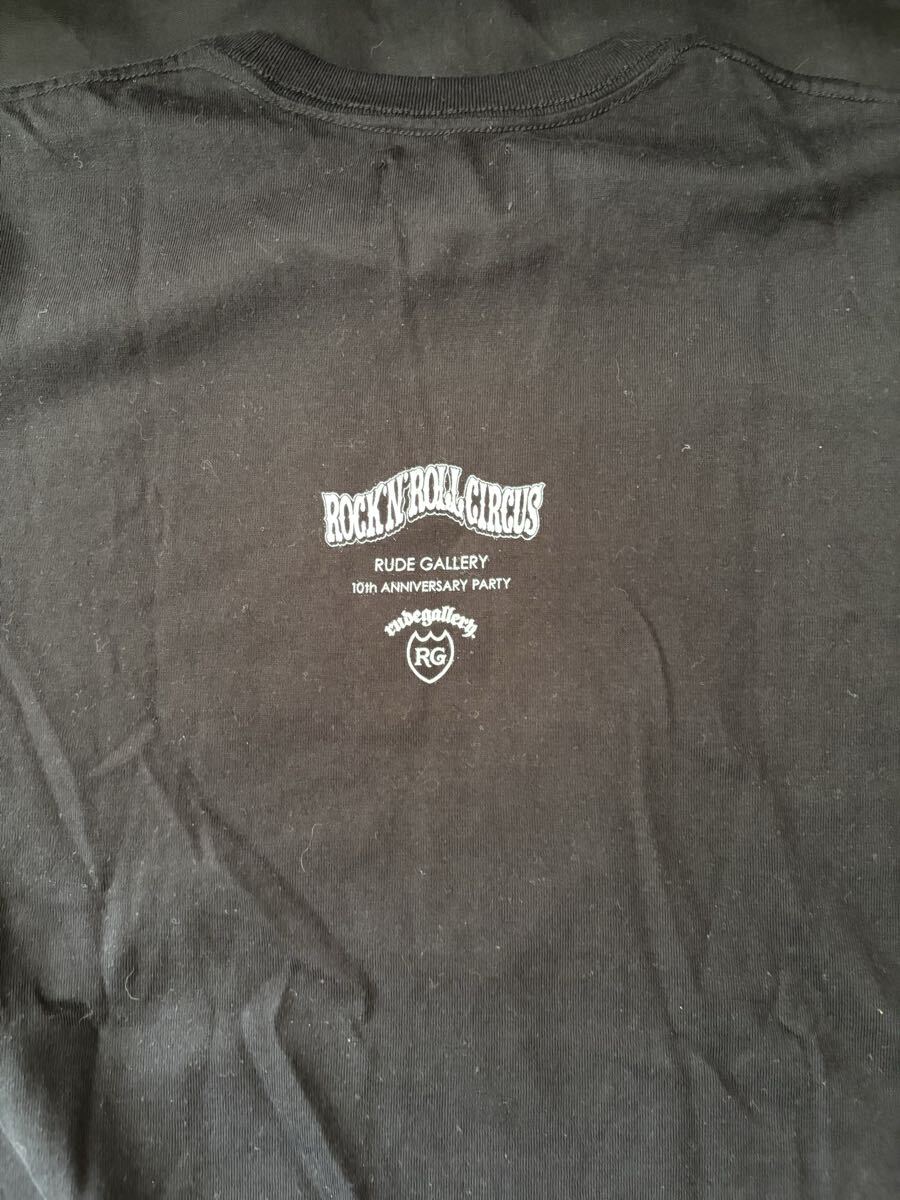 ROCK'N'ROLL CIRCUS
RUDE GALLERY
10th ANNIVERSARY PARTY
rudegallery.
RG